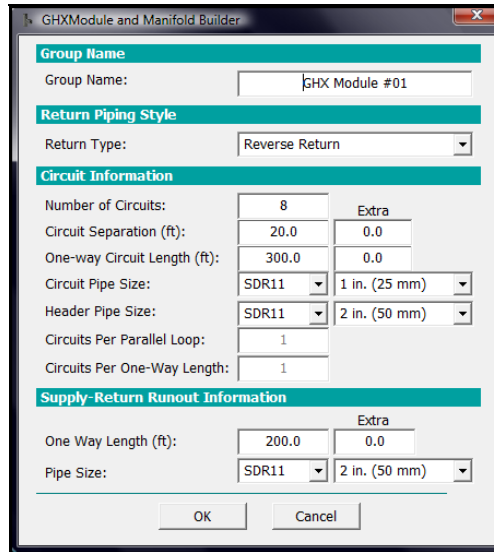 GHXModule and Manifold Builder
Group Name
Group Name: GHX Module #01
Return Piping Style
Return Type: Reverse Return
Circuit Information
Number of Circuits: 8 Extra
Circuit Separation (ft): 20.0 0.0
One-way Circuit Length (ft): 300.0 0.0
Circuit Pipe Size: SDR11 1 in. (25 mm)
Header Pipe Size: SDR11 2 in. (50 mm)
Circuits Per Parallel Loop: 1
Circuits Per One-Way Length: 1
Supply-Return Runout Information
Extra
One Way Length (ft): 200.0 0.0
Pipe Size: SDR11 2 in. (50 mm)
OK Cancel